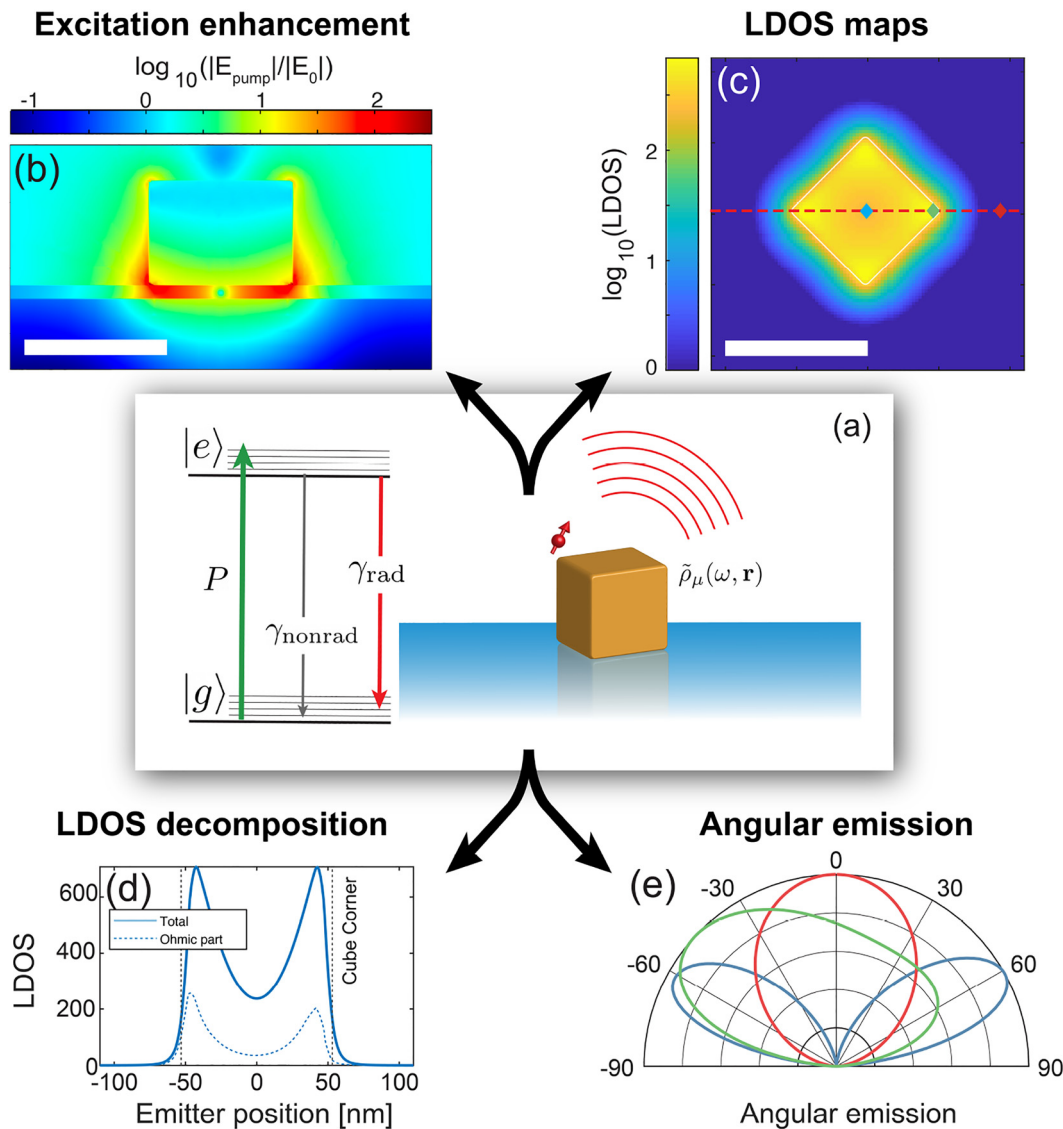 Excitation enhancement
log 10(|Epump|/|E0|)
-1 0 1 2
(b)
LDOS maps
(c)
log10(LDOS)
2
1
0
(a)
|e⟩
P
γrad
γnonrad
|g⟩
ρ̃μ(ω, r)
LDOS decomposition
(d)
Total
Ohmic part
Cube Corner
LDOS
600
400
200
0
-100 -50 0 50 100
Emitter position [nm]
Angular emission
(e)
0
-30 30
-60 60
-90 90
Angular emission